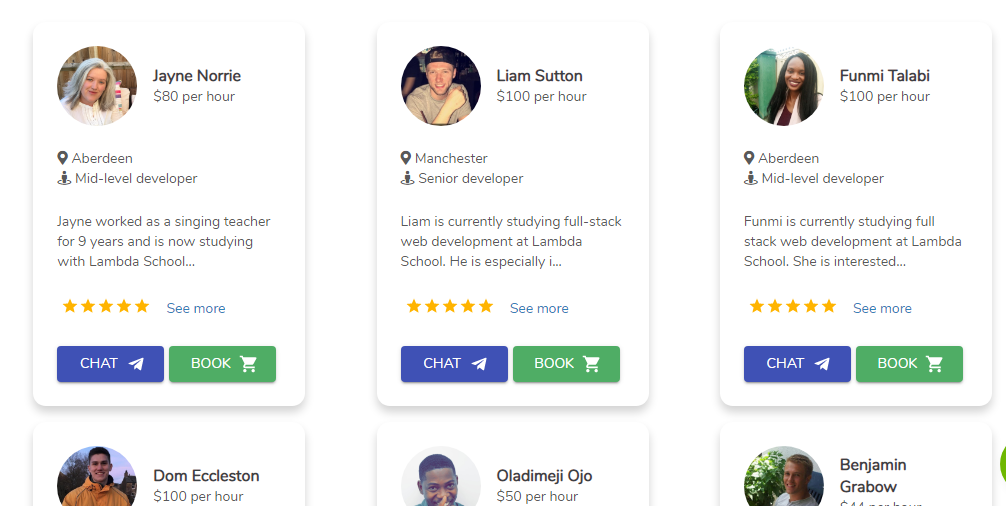 Jayne Norrie
$80 per hour
Aberdeen
Mid-level developer
Jayne worked as a singing teacher
for 9 years and is now studying
with Lambda School...
See more
CHAT
BOOK
Liam Sutton
$100 per hour
Manchester
Senior developer
Liam is currently studying full-stack
web development at Lambda
School. He is especially i...
See more
CHAT
BOOK
Funmi Talabi
$100 per hour
Aberdeen
Mid-level developer
Funmi is currently studying full
stack web development at Lambda
School. She is interested...
See more
CHAT
BOOK
Dom Eccleston
$100 per hour
Oladimeji Ojo
$50 per hour
Benjamin
Grabow
$44 per hour